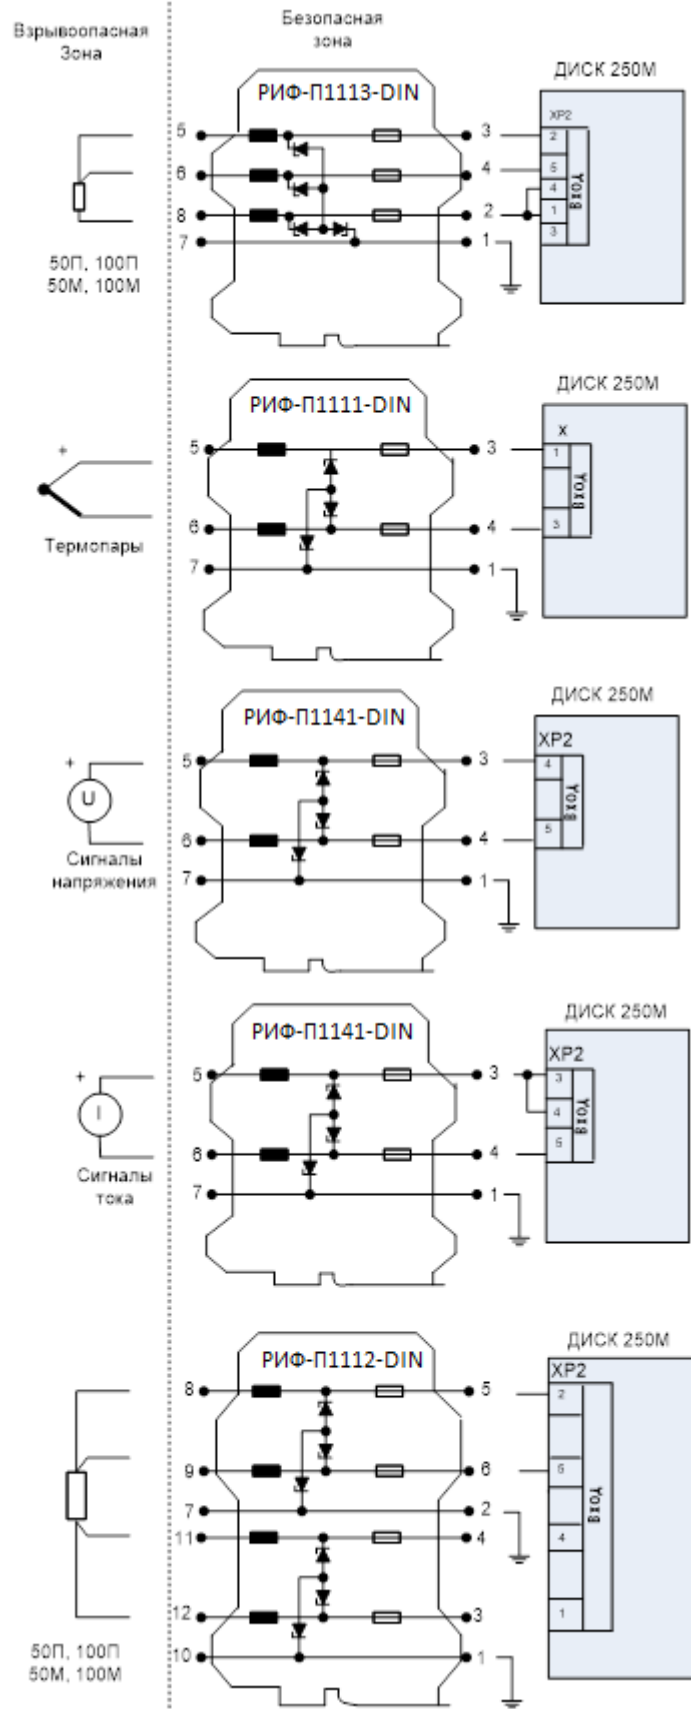 Взрывоопасная
Зона
Безопасная
зона
ДИСК 250М
РИФ-П1113-DIN
XP2
5
3
2
6
4
5
4
8
2
1
3
7
1
Yoxg
50П, 100П
50М, 100М
ДИСК 250М
РИФ-П1111-DIN
X
+
5
3
1
Yoxg
6
4
3
Термопары
7
1
ДИСК 250М
РИФ-П1141-DIN
XP2
+
5
3
4
U
Yoxg
6
4
5
Сигналы
напряжения
7
1
ДИСК 250М
РИФ-П1141-DIN
XP2
+
5
3
3
I
4
Yoxg
6
4
5
Сигналы
тока
7
1
ДИСК 250М
РИФ-П1112-DIN
XP2
8
5
2
9
6
5
7
2
Yoxg
11
4
4
12
3
1
10
1
50П, 100П
50М, 100М